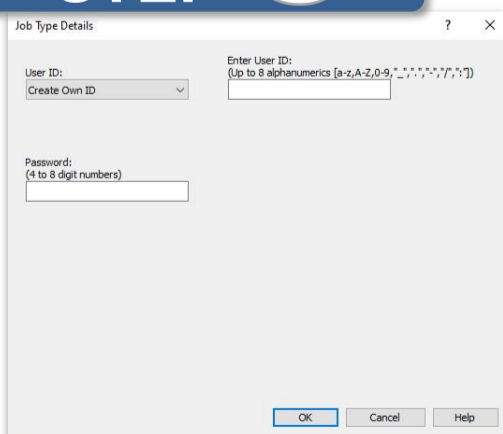 Job Type Details ? X
User ID:
Create Own ID
Enter User ID:
(Up to 8 alphanumerics [a-z,A-Z,0-9,"_",".","-","/",":"])
Password:
(4 to 8 digit numbers)
OK Cancel Help